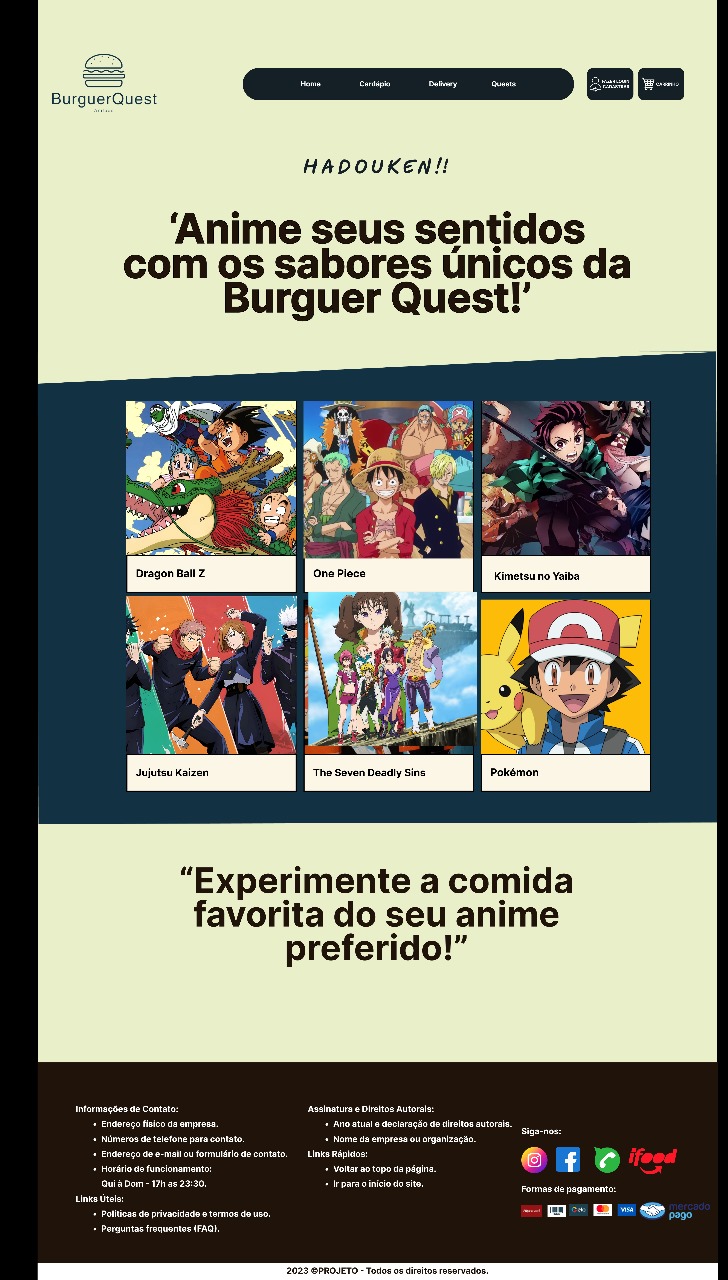 BurguerQuest
Home
Cardápio
Delivery
Quests
FAZER LOGIN
CADASTRAR
CARRINHO
HADOUKEN!!
‘Anime seus sentidos
com os sabores únicos da
Burguer Quest!’
Dragon Ball Z
One Piece
Kimetsu no Yaiba
Jujutsu Kaizen
The Seven Deadly Sins
Pokémon
“Experimente a comida
favorita do seu anime
preferido!”
Informações de Contato:
• Endereço físico da empresa.
• Números de telefone para contato.
• Endereço de e-mail ou formulário de contato.
• Horário de funcionamento:
Qui à Dom - 17h as 23:30.
Links Úteis:
• Políticas de privacidade e termos de uso.
• Perguntas frequentes (FAQ).
Assinatura e Direitos Autorais:
• Ano atual e declaração de direitos autorais.
• Nome da empresa ou organização.
Links Rápidos:
• Voltar ao topo da página.
• Ir para o início do site.
Siga-nos:
ifood
Formas de pagamento:
VISA
mercado
pago
2023 ©PROJETO - Todos os direitos reservados.